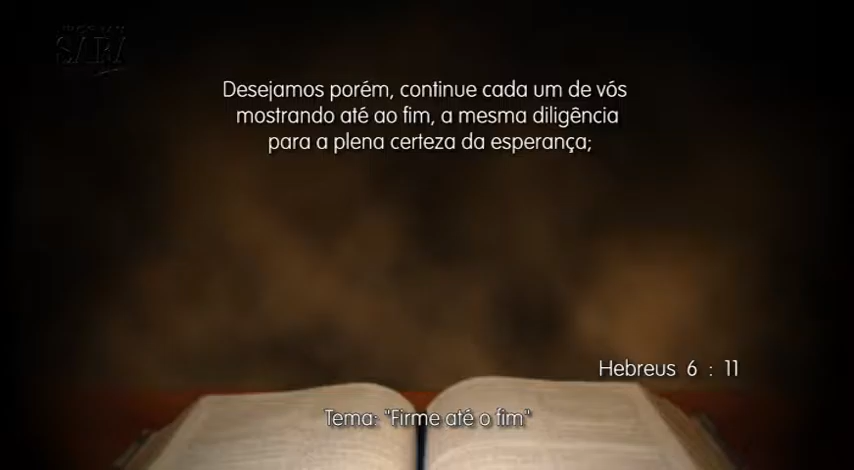 SARA
Desejamos porém, continue cada um de vós
mostrando até ao fim, a mesma diligência
para a plena certeza da esperança;
Hebreus 6 : 11
Tema: "Firme até o fim"